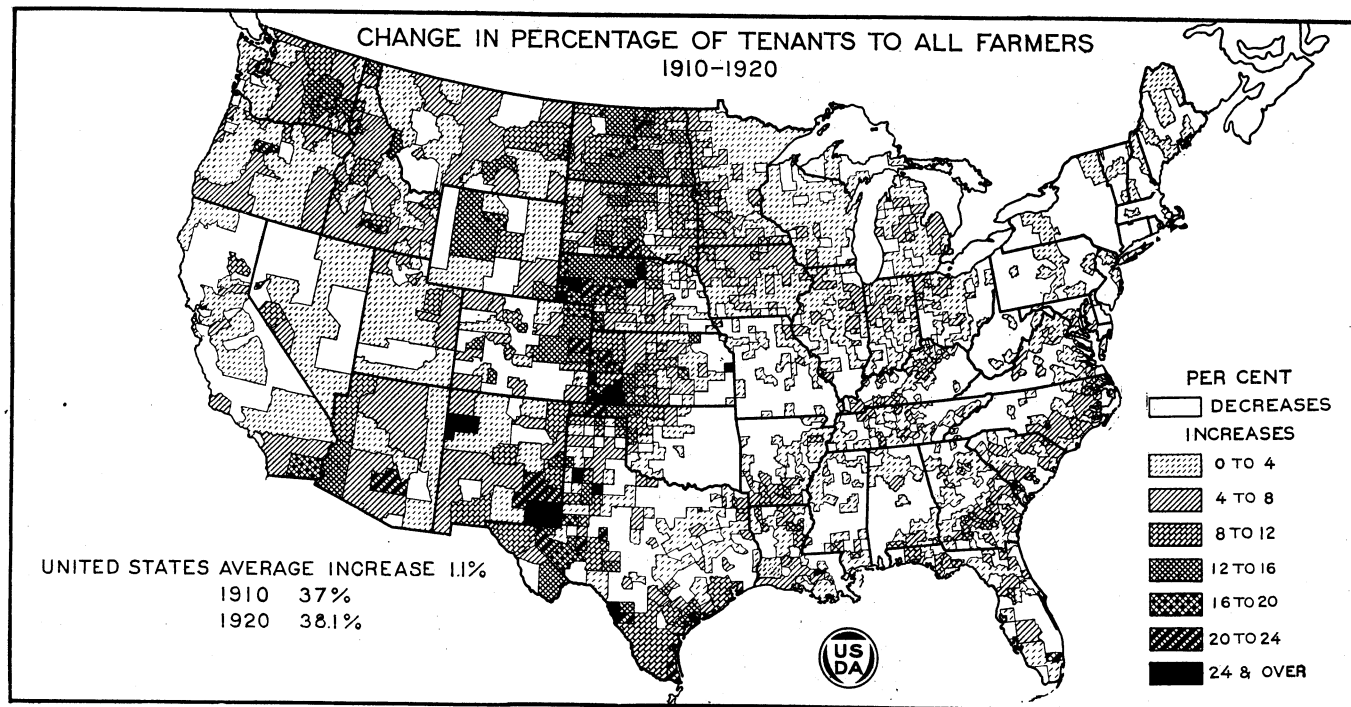 CHANGE IN PERCENTAGE OF TENANTS TO ALL FARMERS
1910-1920
PER CENT
DECREASES
INCREASES
0 TO 4
4 TO 8
8 TO 12
12 TO 16
16 TO 20
20 TO 24
24 & OVER
UNITED STATES AVERAGE INCREASE 1.1%
1910 37%
1920 38.1%
US
DA